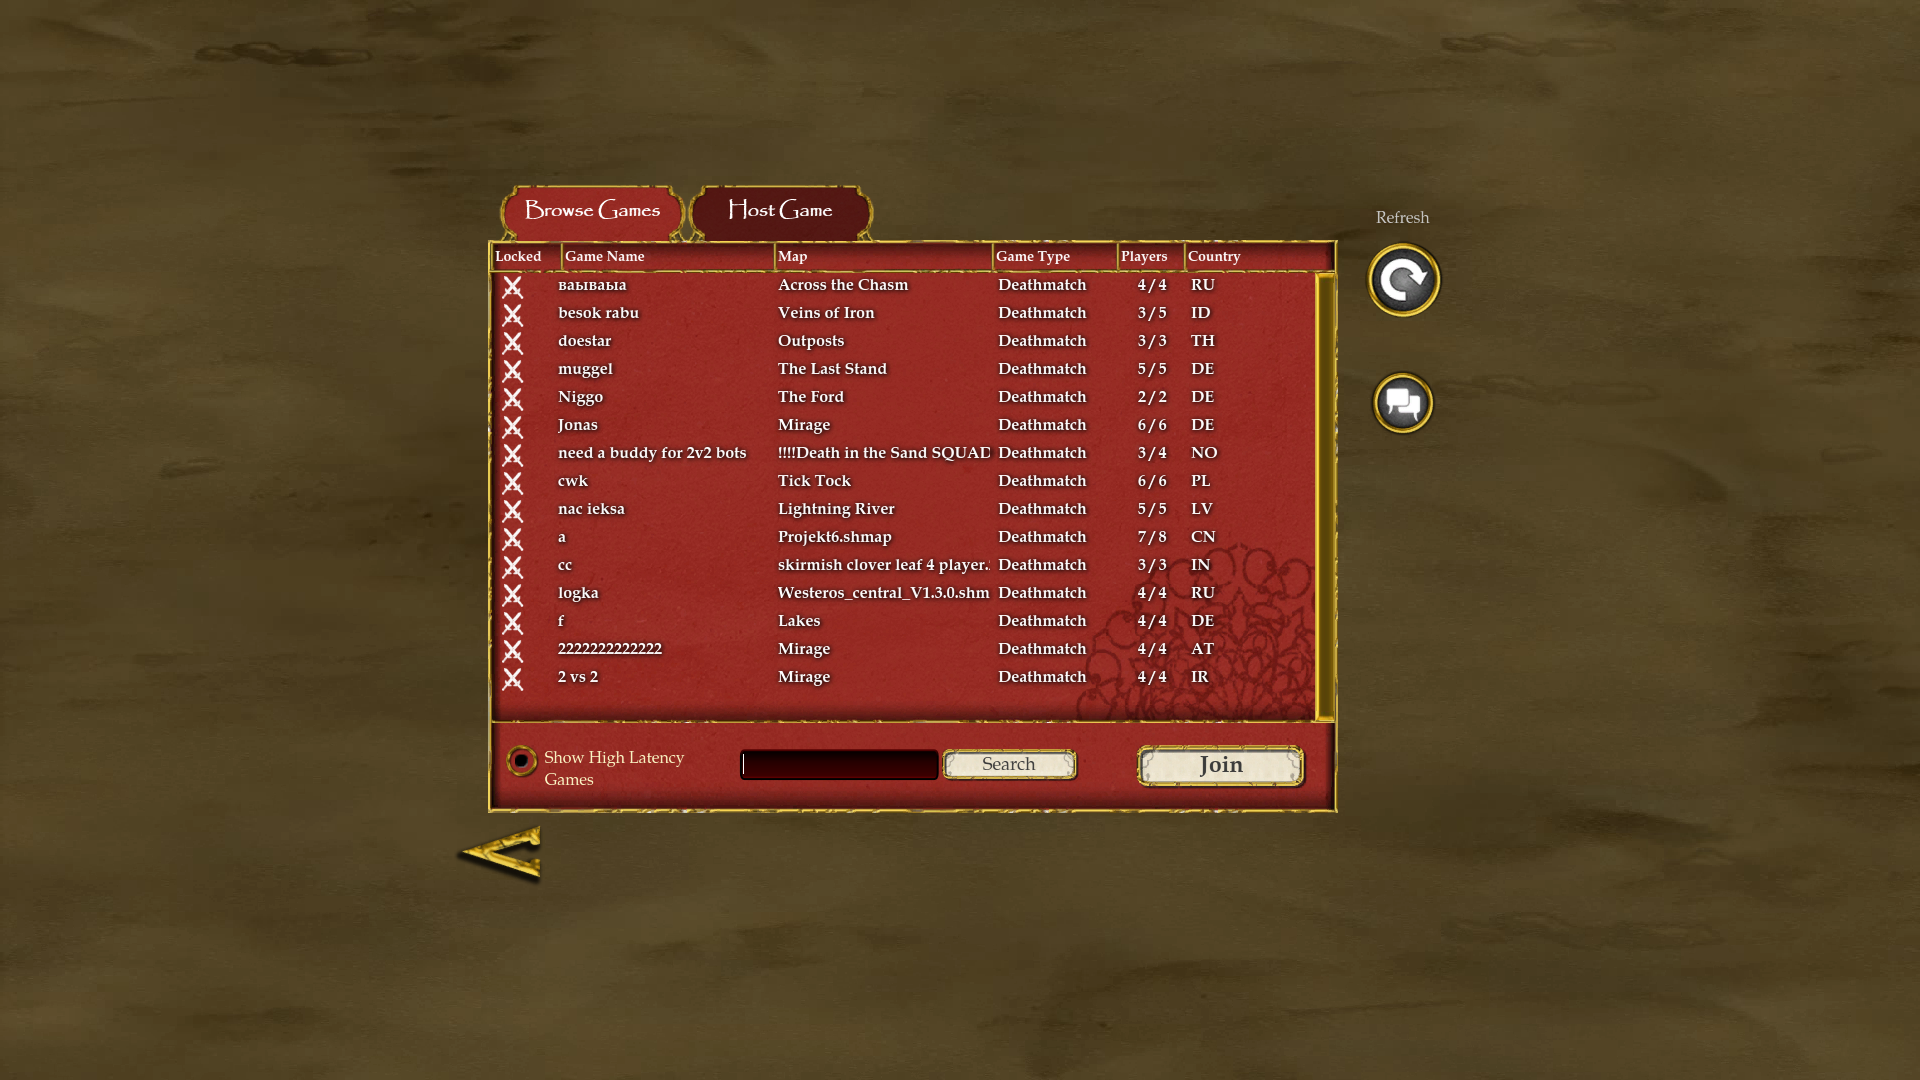 Browse Games Host Game
Refresh
Locked Game Name Map Game Type Players Country
ваываыа Across the Chasm Deathmatch 4 / 4 RU
besok rabu Veins of Iron Deathmatch 3 / 5 ID
doestar Outposts Deathmatch 3 / 3 TH
muggel The Last Stand Deathmatch 5 / 5 DE
Niggo The Ford Deathmatch 2 / 2 DE
Jonas Mirage Deathmatch 6 / 6 DE
need a buddy for 2v2 bots !!!!Death in the Sand SQUAD Deathmatch 3 / 4 NO
cwk Tick Tock Deathmatch 6 / 6 PL
nac ieksa Lightning River Deathmatch 5 / 5 LV
a Projekt6.shmap Deathmatch 7 / 8 CN
cc skirmish clover leaf 4 player. Deathmatch 3 / 3 IN
logka Westeros_central_V1.3.0.shm Deathmatch 4 / 4 RU
f Lakes Deathmatch 4 / 4 DE
2222222222222 Mirage Deathmatch 4 / 4 AT
2 vs 2 Mirage Deathmatch 4 / 4 IR
Show High Latency
Games
Search
Join